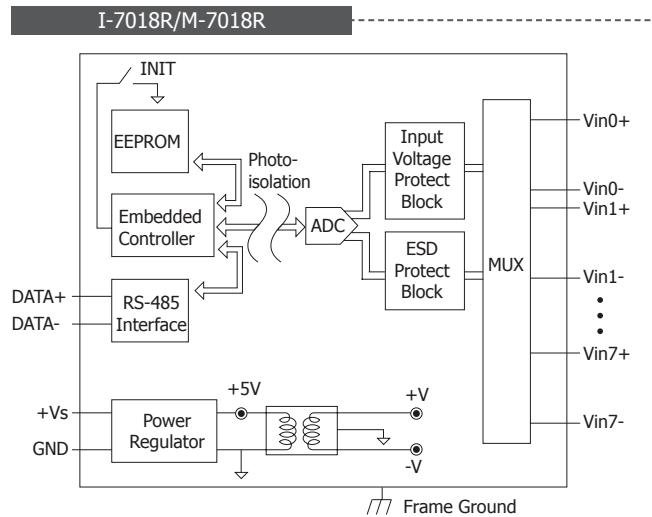 I-7018R/M-7018R
INIT
EEPROM
Photo-
isolation
Input
Voltage
Protect
Block
Vin0+
Vin0-
Vin1+
Embedded
Controller
ADC
ESD
Protect
Block
MUX
Vin1-
DATA+
DATA-
RS-485
Interface
Vin7+
+5V
+V
+Vs
GND
Power
Regulator
-V
Vin7-
Frame Ground